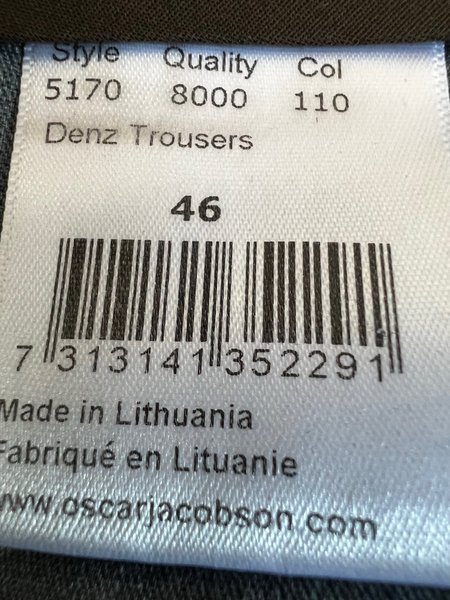 Style Quality Col
5170 8000 110
Denz Trousers
46
7 313141 352291
Made in Lithuania
Fabriqué en Lituanie
www.oscarjacobson.com